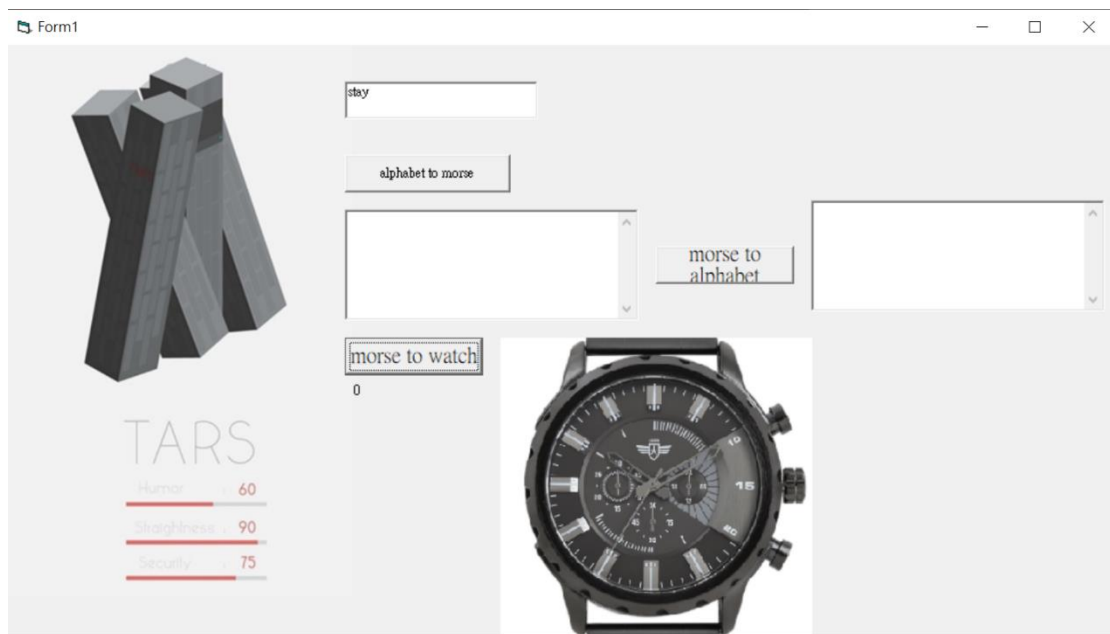 Form1
stay
alphabet to morse
morse to
alphabet
morse to watch
0
TARS
Humor : 60
Skaighlness . 90
Security : 75
10
15
20